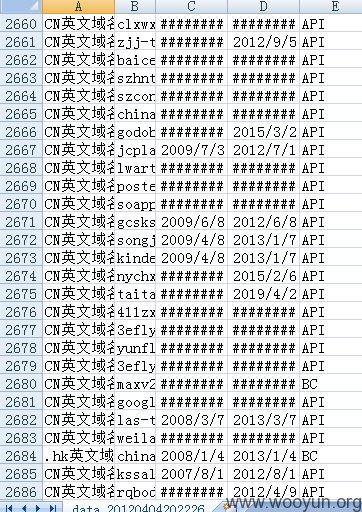 A B C D E
2660 CN英文域名 clxwx ######## ######## API
2661 CN英文域名 zjj-t ######## 2012/9/5 API
2662 CN英文域名 baice ######## ######## API
2663 CN英文域名 szhnt ######## ######## API
2664 CN英文域名 szcon ######## ######## API
2665 CN英文域名 china ######## ######## API
2666 CN英文域名 godob ######## 2015/3/2 API
2667 CN英文域名 jcpla 2009/7/3 2012/7/1 API
2668 CN英文域名 lwart ######## ######## API
2669 CN英文域名 poste ######## ######## API
2670 CN英文域名 soapp ######## ######## API
2671 CN英文域名 gcsks 2009/6/8 2012/6/8 API
2672 CN英文域名 songj 2009/4/8 2013/1/7 API
2673 CN英文域名 kinde 2009/4/8 2013/1/7 API
2674 CN英文域名 nychx ######## 2015/2/6 API
2675 CN英文域名 taita ######## 2019/4/2 API
2676 CN英文域名 411zx ######## ######## API
2677 CN英文域名 3efly ######## ######## API
2678 CN英文域名 yunfl ######## ######## API
2679 CN英文域名 3efly ######## ######## API
2680 CN英文域名 maxv2 ######## ######## BC
2681 CN英文域名 googl ######## ######## API
2682 CN英文域名 las-t 2008/3/7 2013/3/7 API
2683 CN英文域名 weila ######## ######## API
2684 .hk英文域 china 2008/1/4 2013/1/4 BC
2685 CN英文域名 kssal 2007/8/1 2012/8/1 API
2686 CN英文域名 rqbod ######## 2012/4/9 API
data_20120404202226
www.wooyun.org